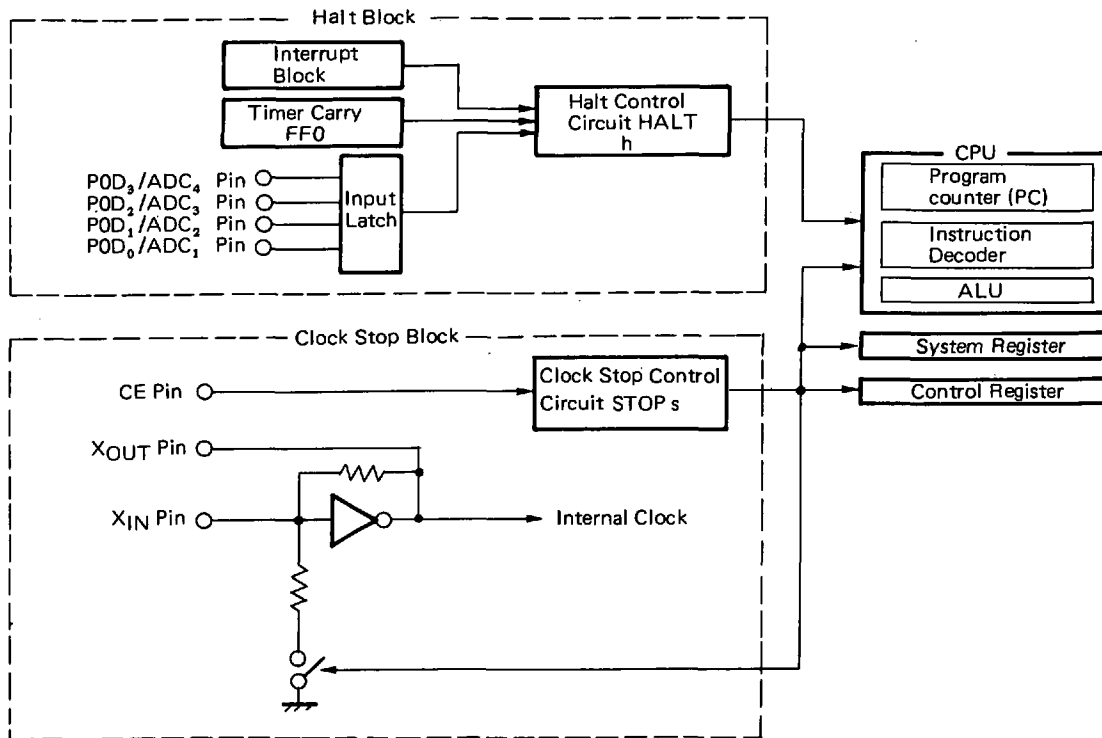 Halt Block
Interrupt
Block
Timer Carry
FF0
P0D₃/ADC₄ Pin
P0D₂/ADC₃ Pin
P0D₁/ADC₂ Pin
P0D₀/ADC₁ Pin
Input
Latch
Halt Control
Circuit HALT
h
CPU
Program
counter (PC)
Instruction
Decoder
ALU
System Register
Control Register
Clock Stop Block
CE Pin
Clock Stop Control
Circuit STOP s
XOUT Pin
XIN Pin
Internal Clock